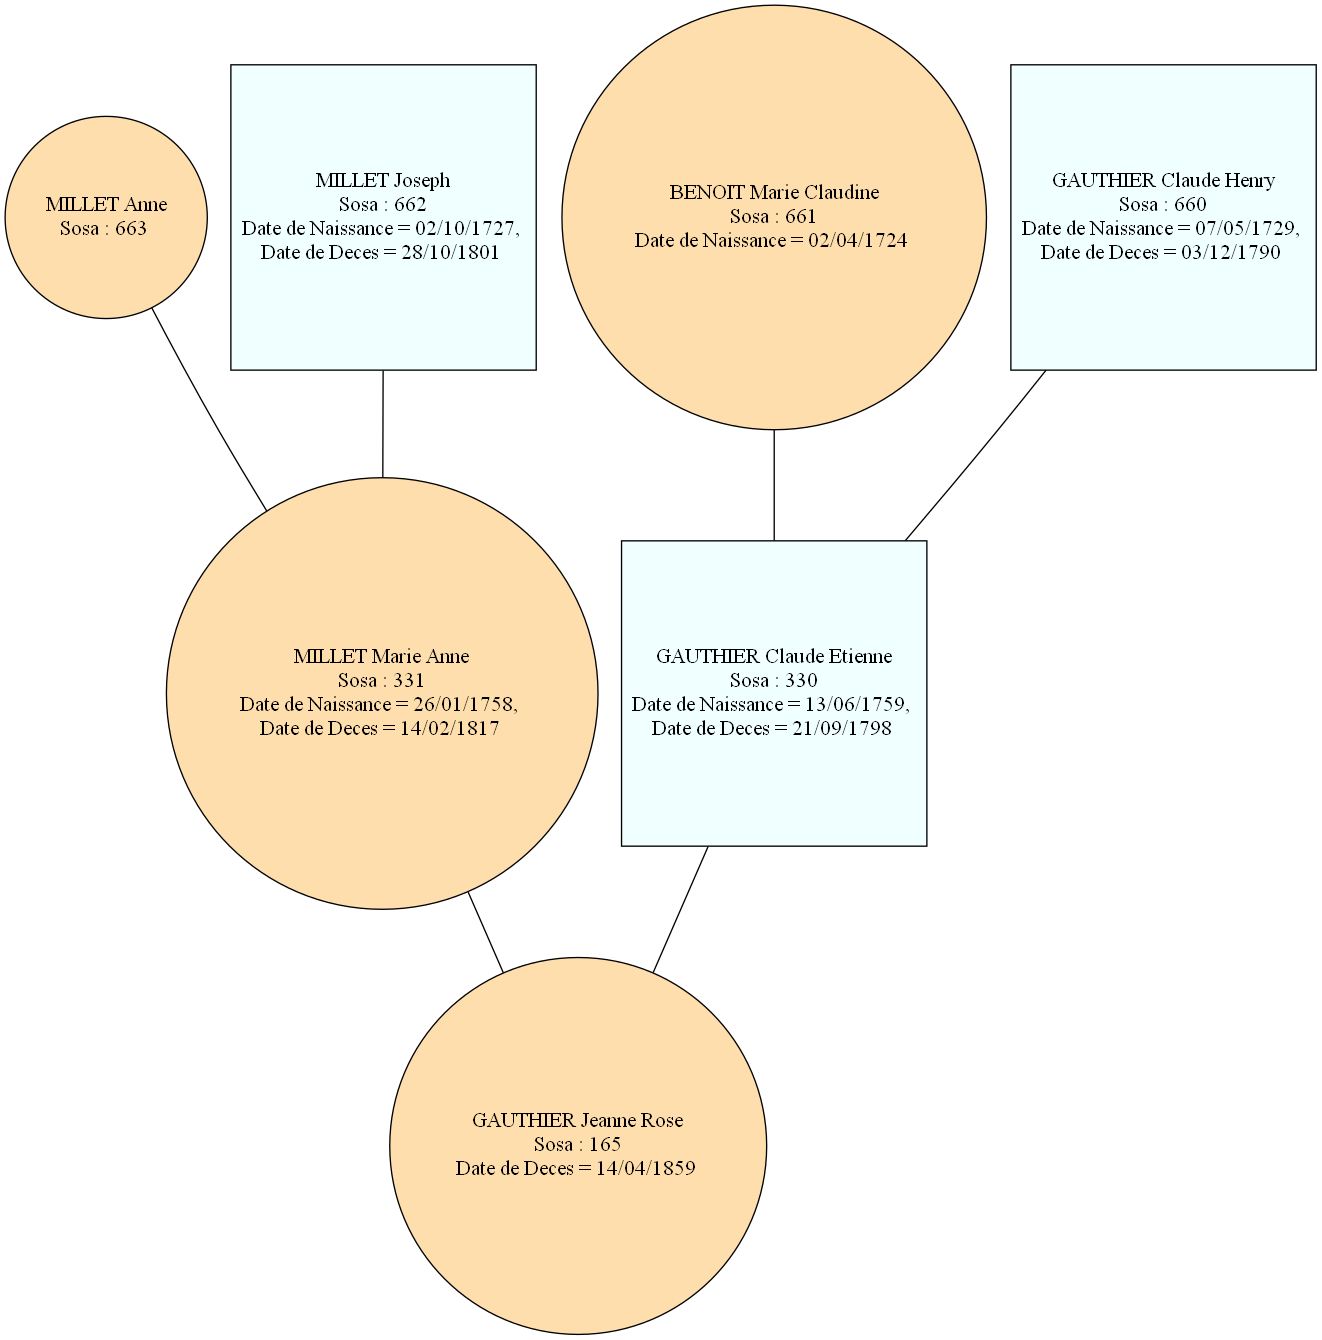 MILLET Anne
Sosa : 663
MILLET Joseph
Sosa : 662
Date de Naissance = 02/10/1727,
Date de Deces = 28/10/1801
BENOIT Marie Claudine
Sosa : 661
Date de Naissance = 02/04/1724
GAUTHIER Claude Henry
Sosa : 660
Date de Naissance = 07/05/1729,
Date de Deces = 03/12/1790
MILLET Marie Anne
Sosa : 331
Date de Naissance = 26/01/1758,
Date de Deces = 14/02/1817
GAUTHIER Claude Etienne
Sosa : 330
Date de Naissance = 13/06/1759,
Date de Deces = 21/09/1798
GAUTHIER Jeanne Rose
Sosa : 165
Date de Deces = 14/04/1859